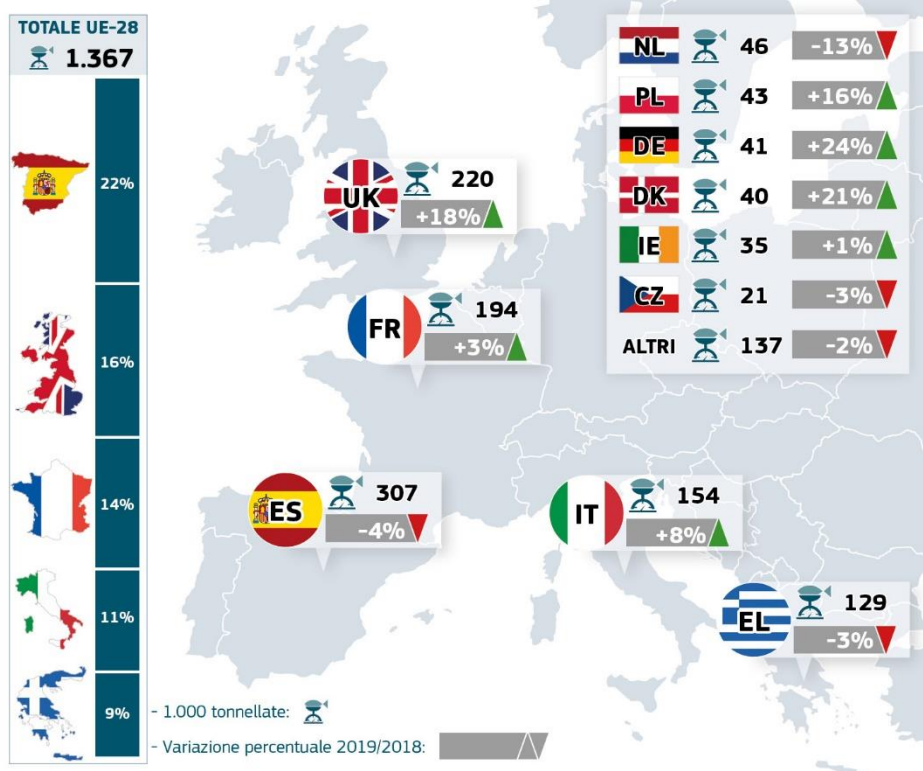 TOTALE UE-28
1.367
22%
16%
14%
11%
9%
UK
220
+18%
FR
194
+3%
ES
307
-4%
IT
154
+8%
EL
129
-3%
NL 46 -13%
PL 43 +16%
DE 41 +24%
DK 40 +21%
IE 35 +1%
CZ 21 -3%
ALTRI 137 -2%
- 1.000 tonnellate:
- Variazione percentuale 2019/2018: